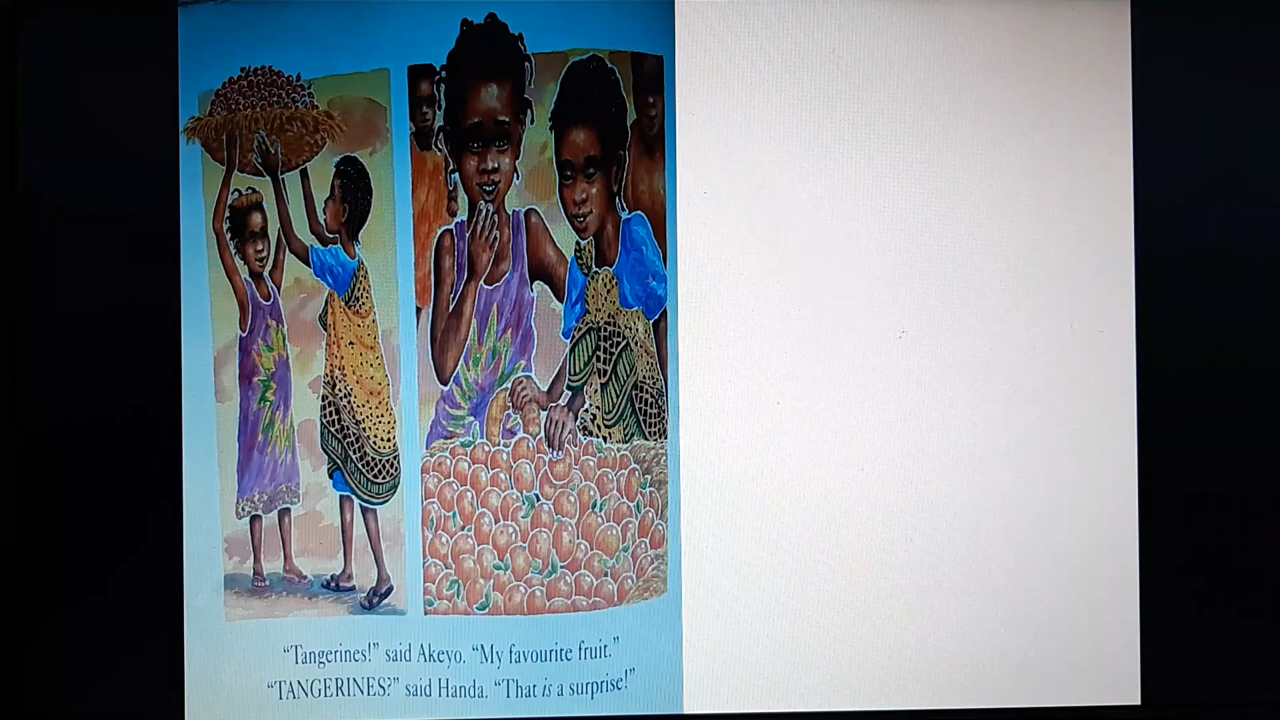 “Tangerines!” said Akeyo. “My favourite fruit.”
“TANGERINES?” said Handa. “That is a surprise!”